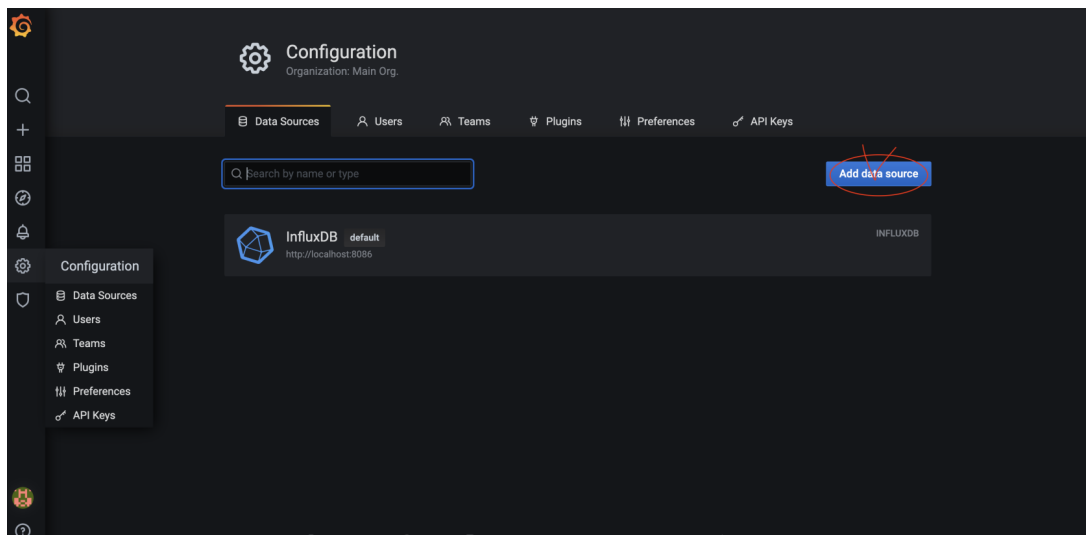 Configuration
Organization: Main Org.
Data Sources
Users
Teams
Plugins
Preferences
API Keys
Search by name or type
Add data source
InfluxDB default
INFLUXDB
http://localhost:8086
Configuration
Data Sources
Users
Teams
Plugins
Preferences
API Keys